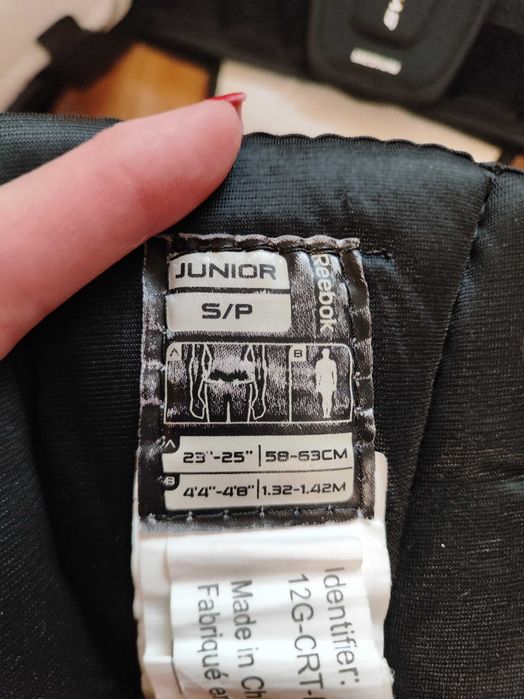 JUNIOR
S/P
Reebok
A
B
A 23"-25" 58-63CM
B 4'4"-4'8" 1.32-1.42M
Identifier:
12G-CRT-
Made in Ch
Fabriqué e